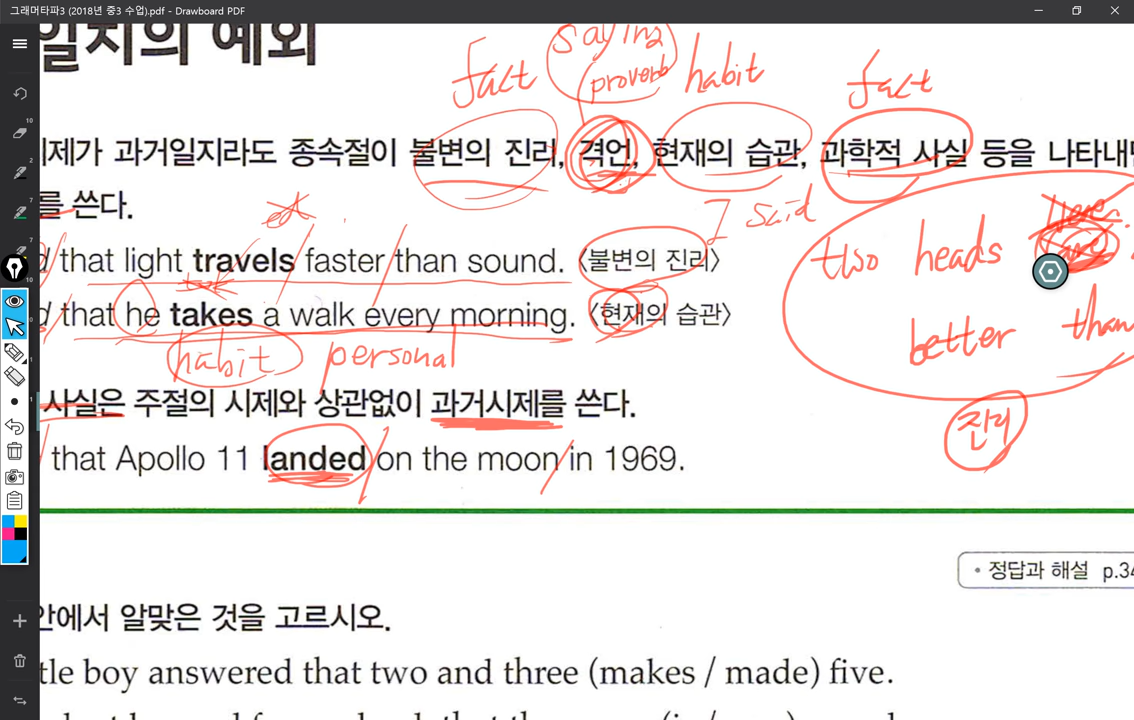 그래머타파3 (2018년 중3 수업).pdf - Drawboard PDF
일치의 예외
fact saying proverb habit fact
시제가 과거일지라도 종속절이 불변의 진리, 격언, 현재의 습관, 과학적 사실 등을 나타내면
를 쓴다.
ed I said
that light travels faster than sound. 〈불변의 진리〉
two heads
that he takes a walk every morning. 〈현재의 습관〉
better than
habit personal
사실은 주절의 시제와 상관없이 과거시제를 쓴다.
진리
that Apollo 11 landed on the moon in 1969.
• 정답과 해설 p.34
안에서 알맞은 것을 고르시오.
tle boy answered that two and three (makes / made) five.